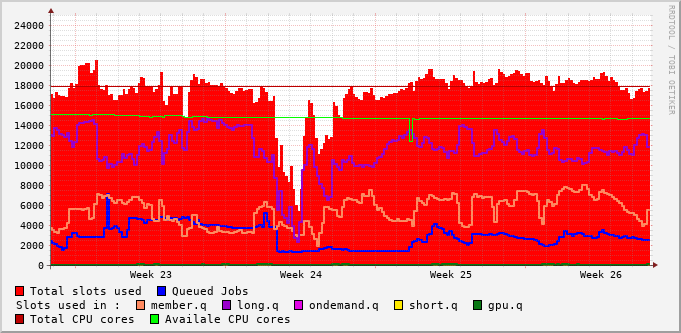 RRDTOOL / TOBI OETIKER
24000
22000
20000
18000
16000
14000
12000
10000
8000
6000
4000
2000
0
Week 23 Week 24 Week 25 Week 26
Total slots used Queued Jobs
Slots used in : member.q long.q ondemand.q short.q gpu.q
Total CPU cores Availale CPU cores